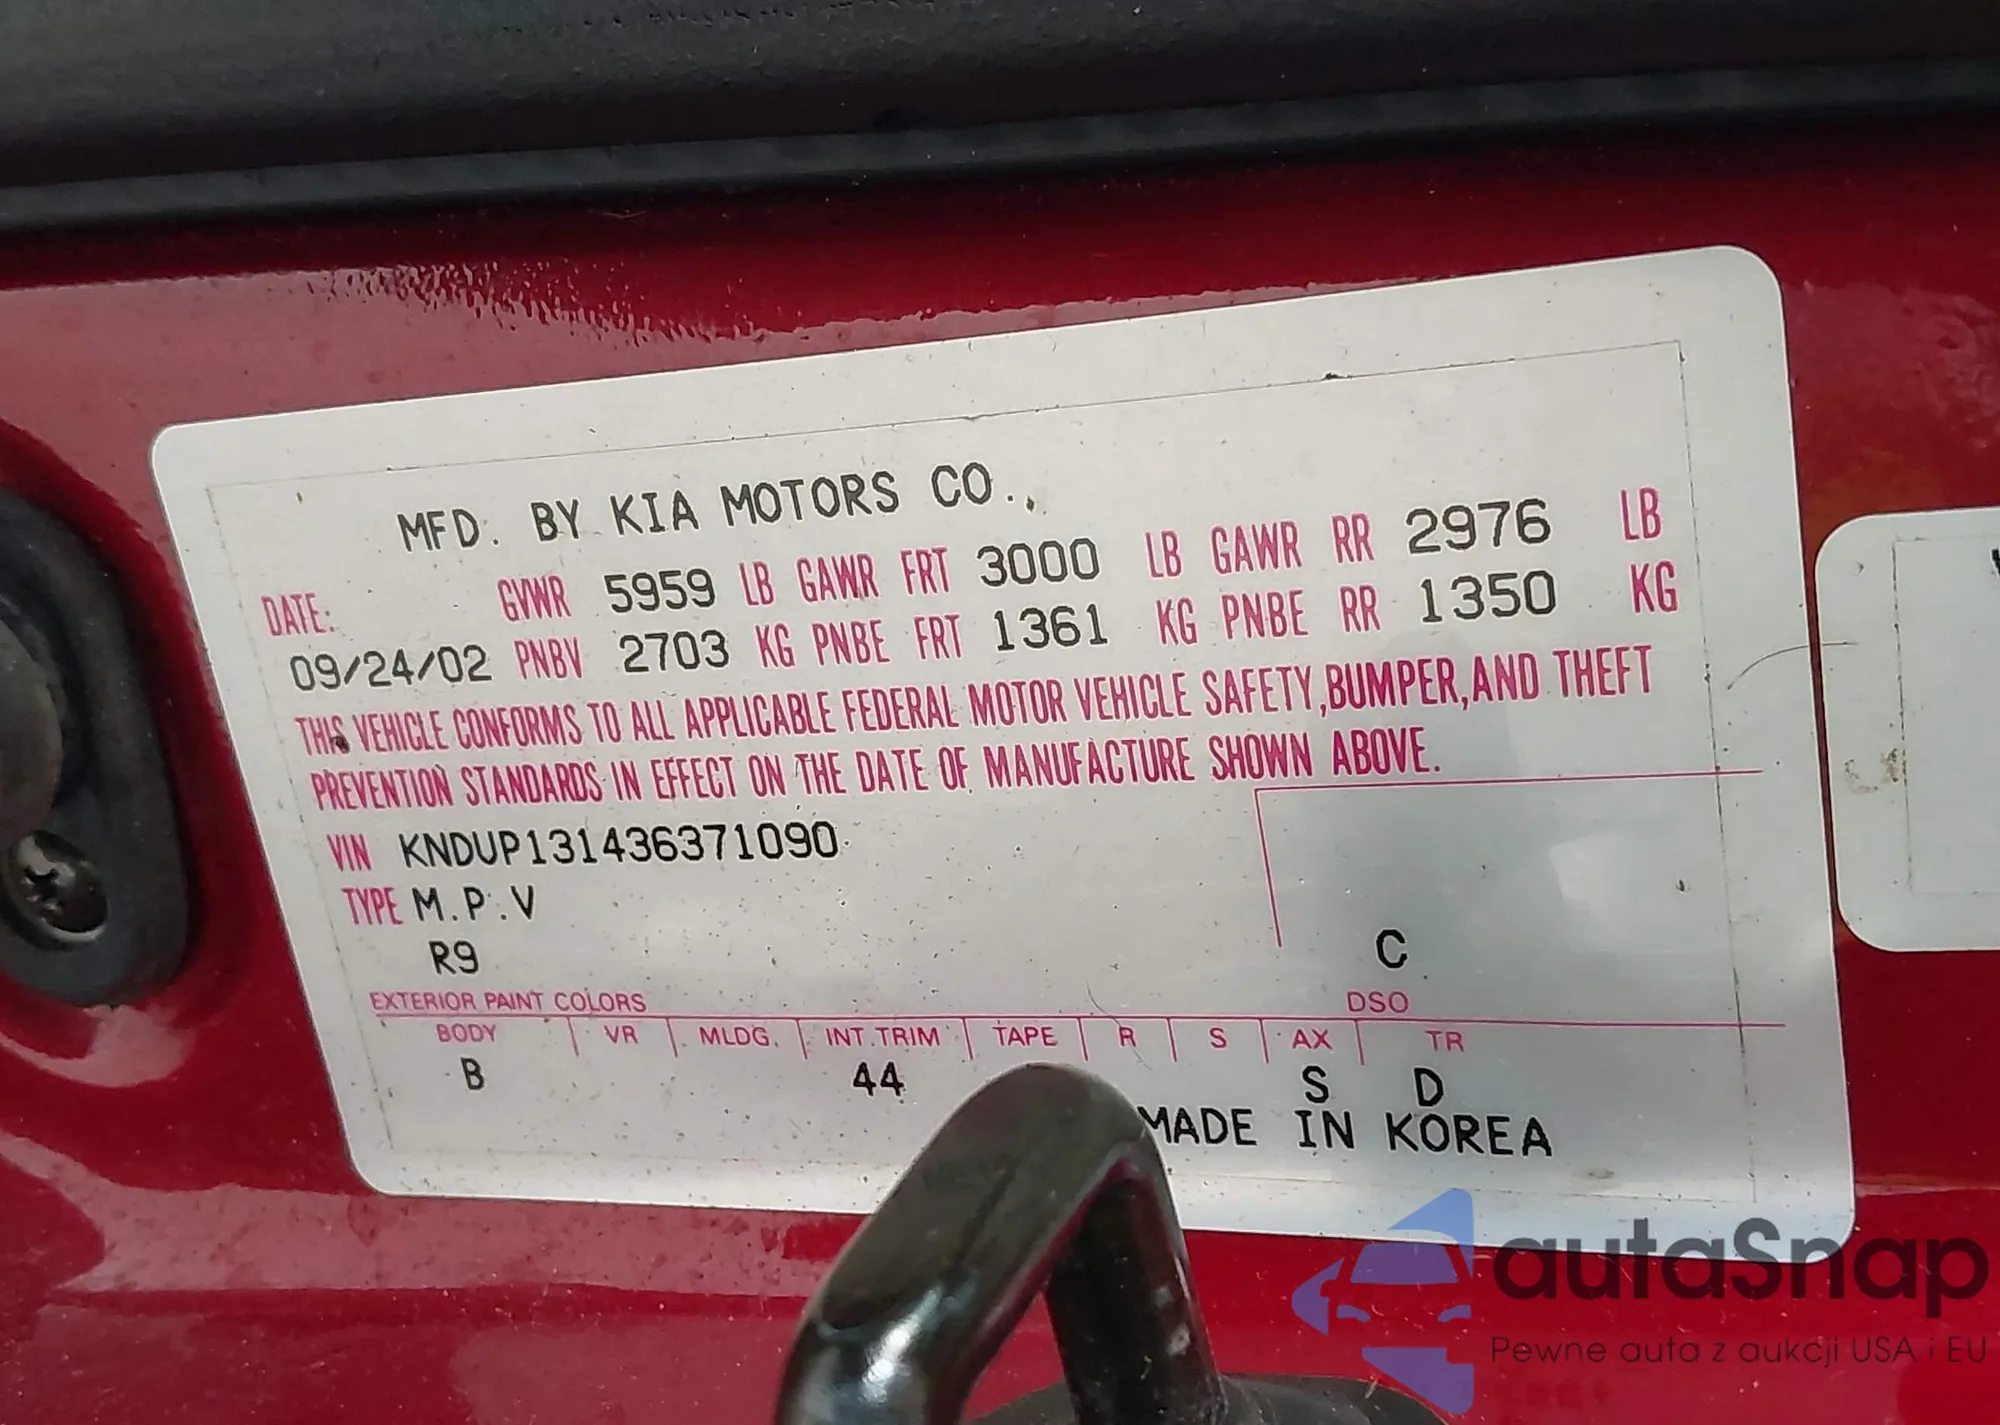 MFD. BY KIA MOTORS CO.,
DATE: GVWR 5959 LB GAWR FRT 3000 LB GAWR RR 2976 LB
09/24/02 PNBV 2703 KG PNBE FRT 1361 KG PNBE RR 1350 KG
THIS VEHICLE CONFORMS TO ALL APPLICABLE FEDERAL MOTOR VEHICLE SAFETY,BUMPER,AND THEFT
PREVENTION STANDARDS IN EFFECT ON THE DATE OF MANUFACTURE SHOWN ABOVE.
VIN KNDUP131436371090
TYPE M.P.V
R9 C
EXTERIOR PAINT COLORS DSO
BODY VR MLDG. INT.TRIM TAPE R S AX TR
B 44 S D
MADE IN KOREA
autaSnap
Pewne auta z aukcji USA i EU